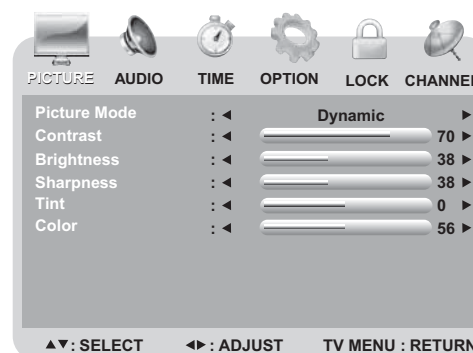 PICTURE AUDIO TIME OPTION LOCK CHANNEL
Picture Mode : ◀ Dynamic ▶
Contrast : ◀ 70 ▶
Brightness : ◀ 38 ▶
Sharpness : ◀ 38 ▶
Tint : ◀ 0 ▶
Color : ◀ 56 ▶
▲▼: SELECT ◀▶ : ADJUST TV MENU : RETURN